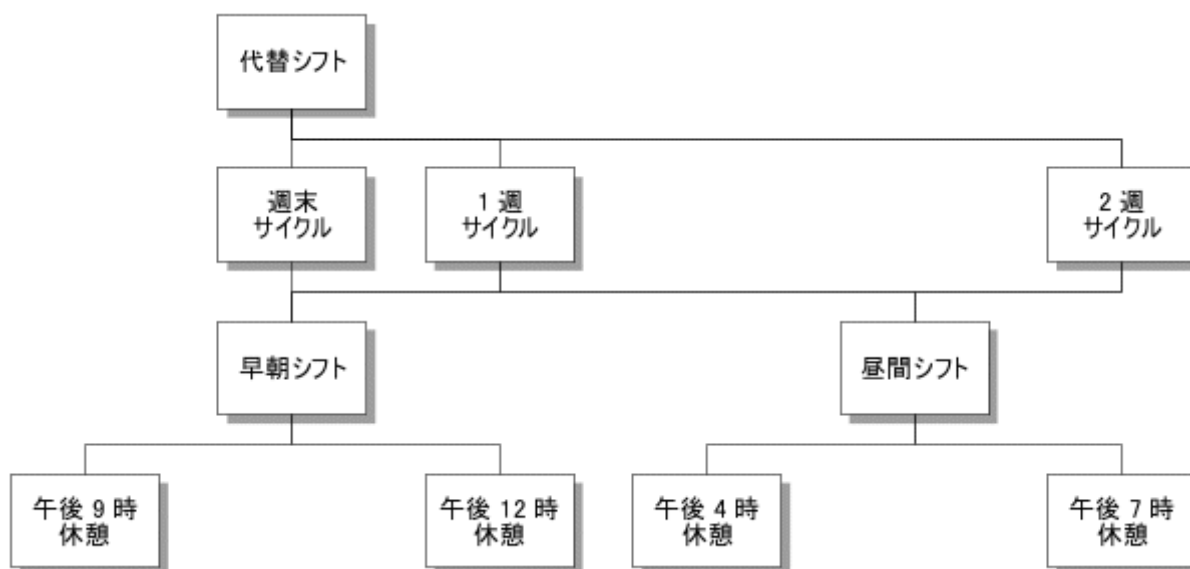 代替シフト
週末
サイクル
1 週
サイクル
2 週
サイクル
早朝シフト
昼間シフト
午後 9 時
休憩
午後 12 時
休憩
午後 4 時
休憩
午後 7 時
休憩